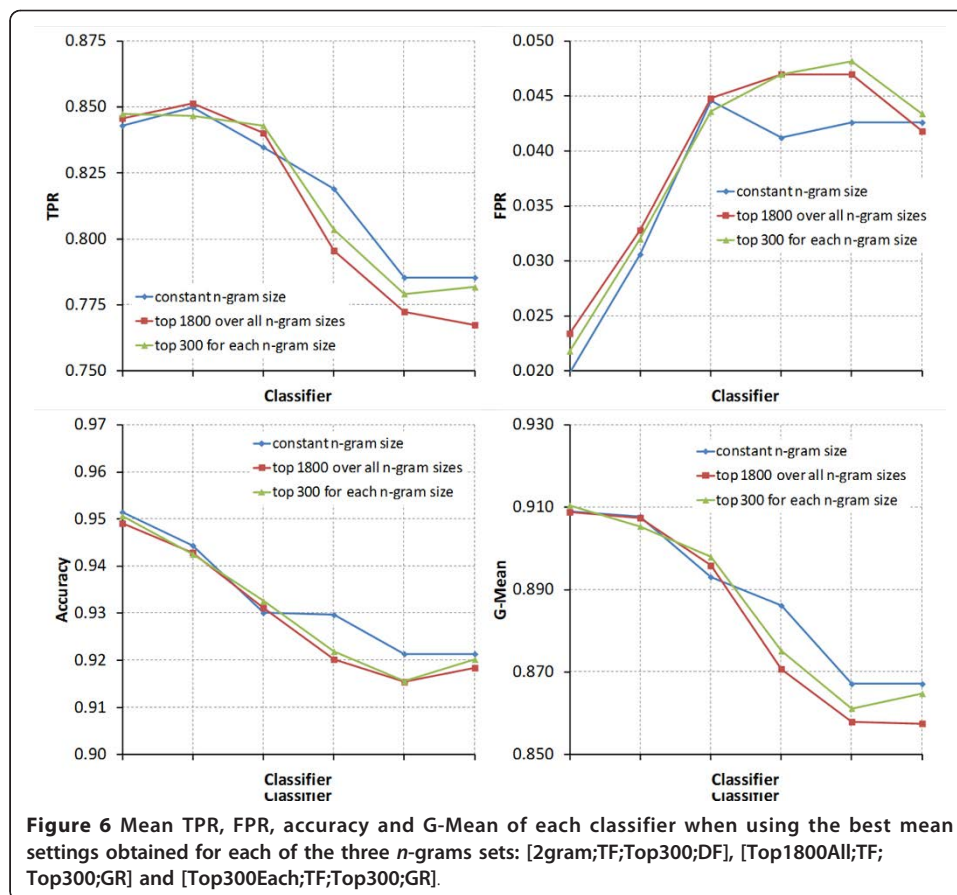 0.875
0.850
0.825
0.800
0.775
0.750
TPR
constant n-gram size
top 1800 over all n-gram sizes
top 300 for each n-gram size
Classifier
0.050
0.045
0.040
0.035
0.030
0.025
0.020
FPR
constant n-gram size
top 1800 over all n-gram sizes
top 300 for each n-gram size
Classifier
0.97
0.96
0.95
0.94
0.93
0.92
0.91
0.90
Accuracy
constant n-gram size
top 1800 over all n-gram sizes
top 300 for each n-gram size
Classifier
Classifier
0.930
0.910
0.890
0.870
0.850
G-Mean
constant n-gram size
top 1800 over all n-gram sizes
top 300 for each n-gram size
Classifier
Classifier
Figure 6 Mean TPR, FPR, accuracy and G-Mean of each classifier when using the best mean
settings obtained for each of the three n-grams sets: [2gram;TF;Top300;DF], [Top1800All;TF;
Top300;GR] and [Top300Each;TF;Top300;GR].